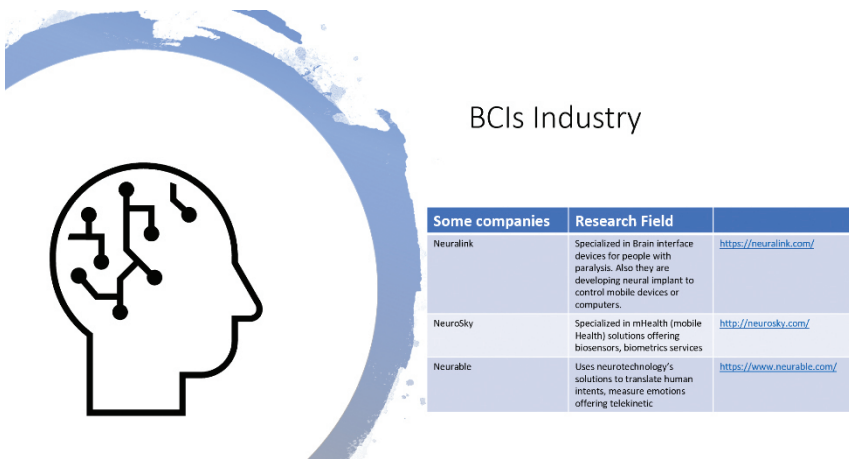 BCIs Industry
Some companies Research Field
Neuralink
Specialized in Brain interface
devices for people with
paralysis. Also they are
developing neural implant to
control mobile devices or
computers.
https://neuralink.com/
NeuroSky
Specialized in mHealth (mobile
Health) solutions offering
biosensors, biometrics services
http://neurosky.com/
Neurable
Uses neurotechnology's
solutions to translate human
intents, measure emotions
offering telekinetic
https://www.neurable.com/